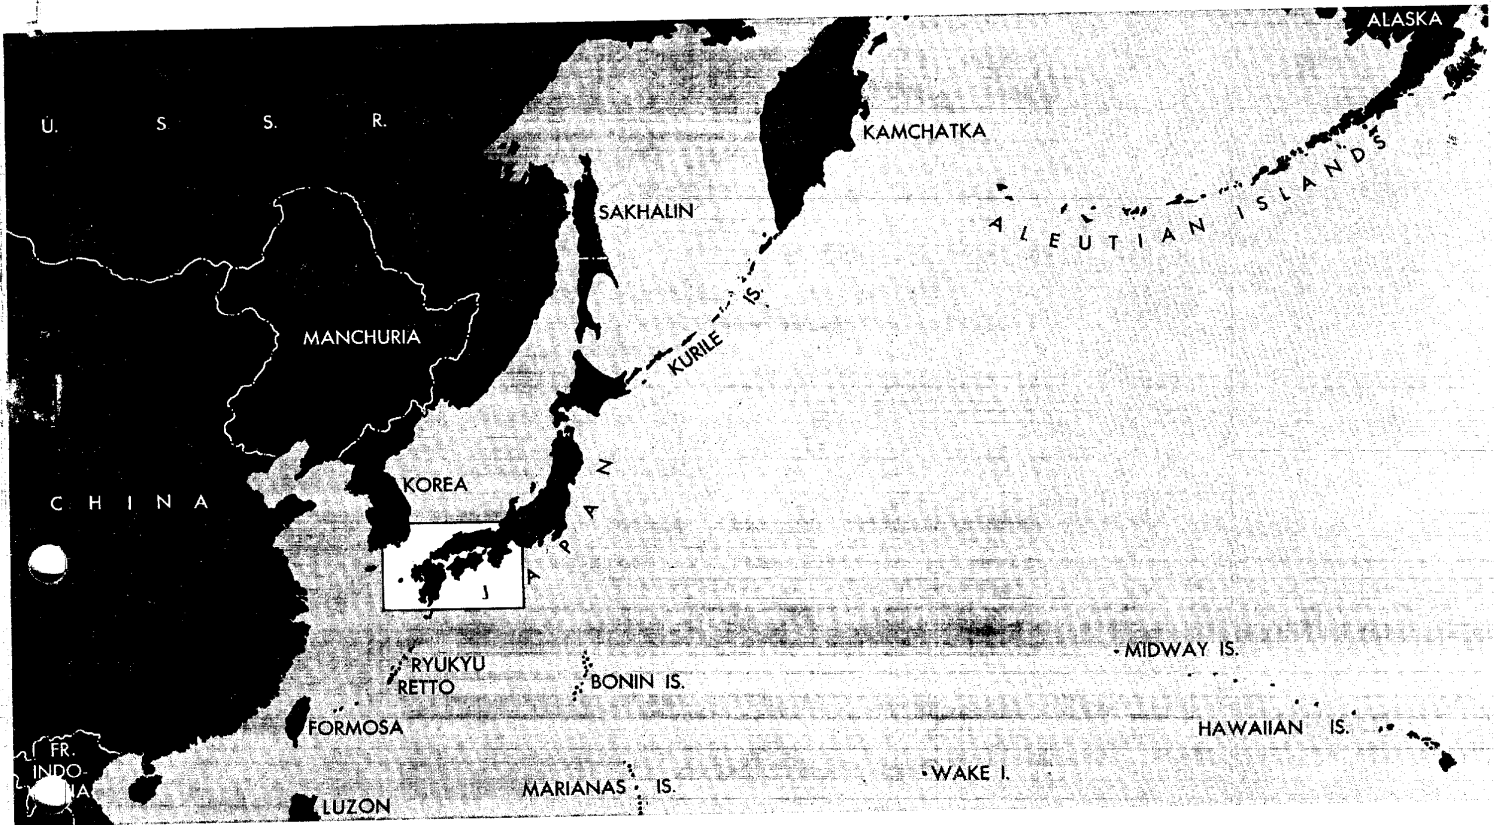 ALASKA
U. S. S. R.
KAMCHATKA
ALEUTIAN ISLANDS
SAKHALIN
KURILE IS.
MANCHURIA
KOREA
CHINA
JAPAN
MIDWAY IS.
RYUKYU
RETTO
BONIN IS.
FORMOSA
HAWAIIAN IS.
FR.
INDO-
WAKE I.
MARIANAS IS.
LUZON